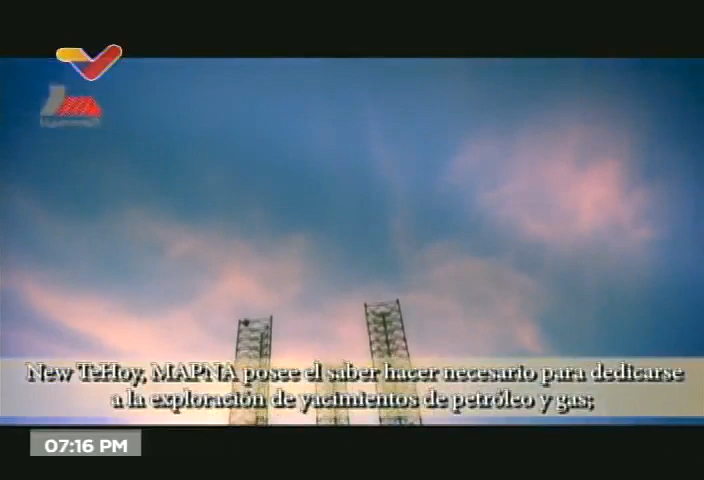 New TeHoy, MAPNA posee el saber hacer necesario para dedicarse
a la exploración de yacimientos de petróleo y gas;
07:16 PM